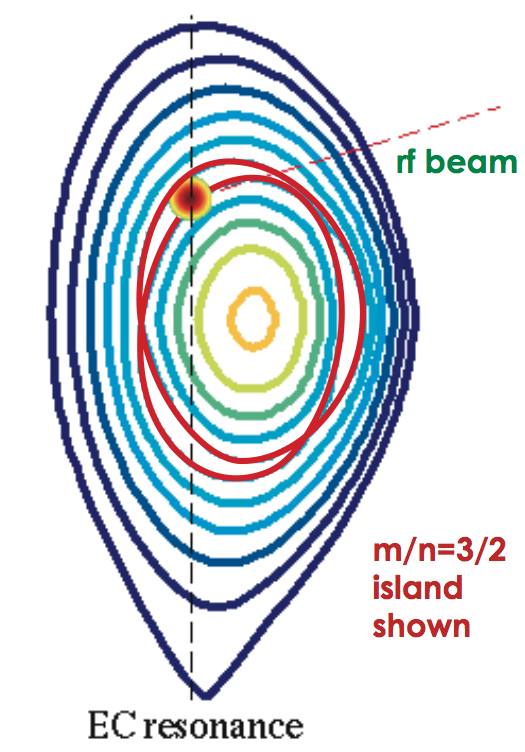 rf beam
m/n=3/2
island
shown
EC resonance